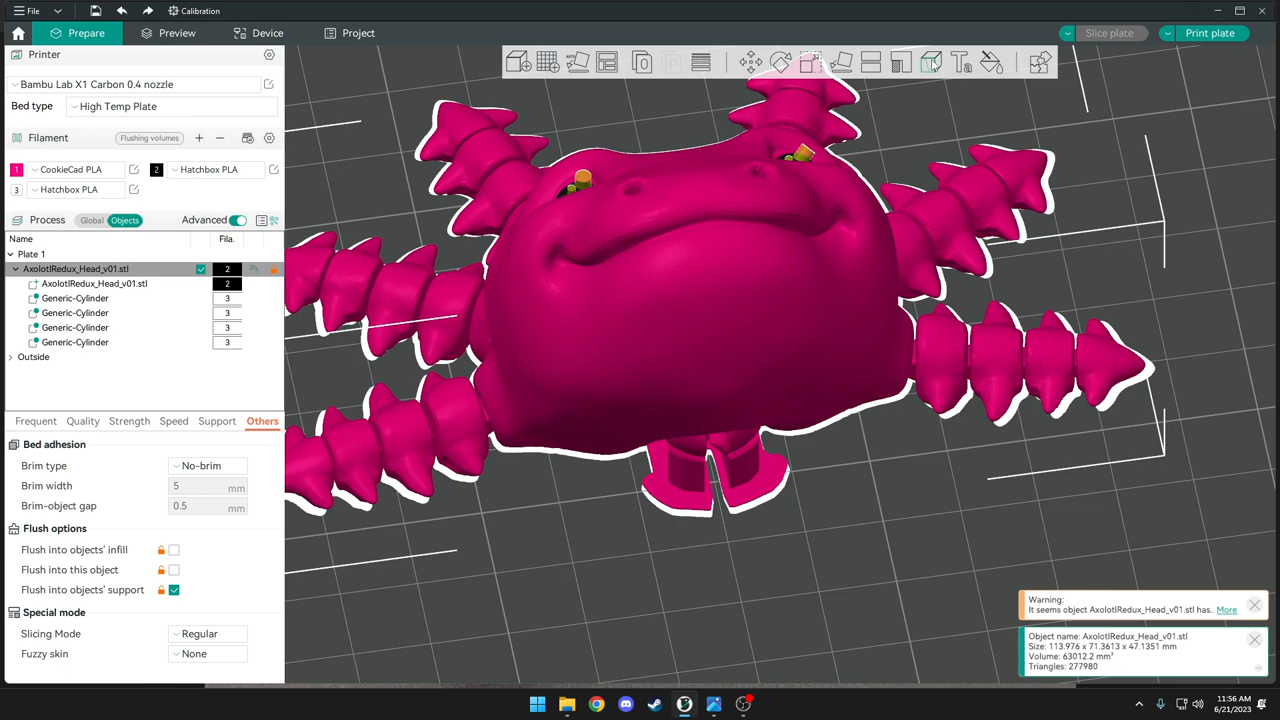 File
Calibration
Prepare
Preview
Device
Project
Slice plate
Print plate
Printer
Bambu Lab X1 Carbon 0.4 nozzle
Bed type
High Temp Plate
Filament
Flushing volumes
1
CookieCad PLA
2
Hatchbox PLA
3
Hatchbox PLA
Process
Global
Objects
Advanced
Name
Fila.
Plate 1
AxolotlRedux_Head_v01.stl
2
AxolotlRedux_Head_v01.stl
2
Generic-Cylinder
3
Generic-Cylinder
3
Generic-Cylinder
3
Generic-Cylinder
3
Outside
Frequent
Quality
Strength
Speed
Support
Others
Bed adhesion
Brim type
No-brim
Brim width
5
mm
Brim-object gap
0.5
mm
Flush options
Flush into objects' infill
Flush into this object
Flush into objects' support
Special mode
Slicing Mode
Regular
Fuzzy skin
None
Warning:
It seems object AxolotlRedux_Head_v01.stl has.. More
Object name: AxolotlRedux_Head_v01.stl
Size: 113.976 x 71.3613 x 47.1351 mm
Volume: 63012.2 mm³
Triangles: 277980
11:56 AM
6/21/2023